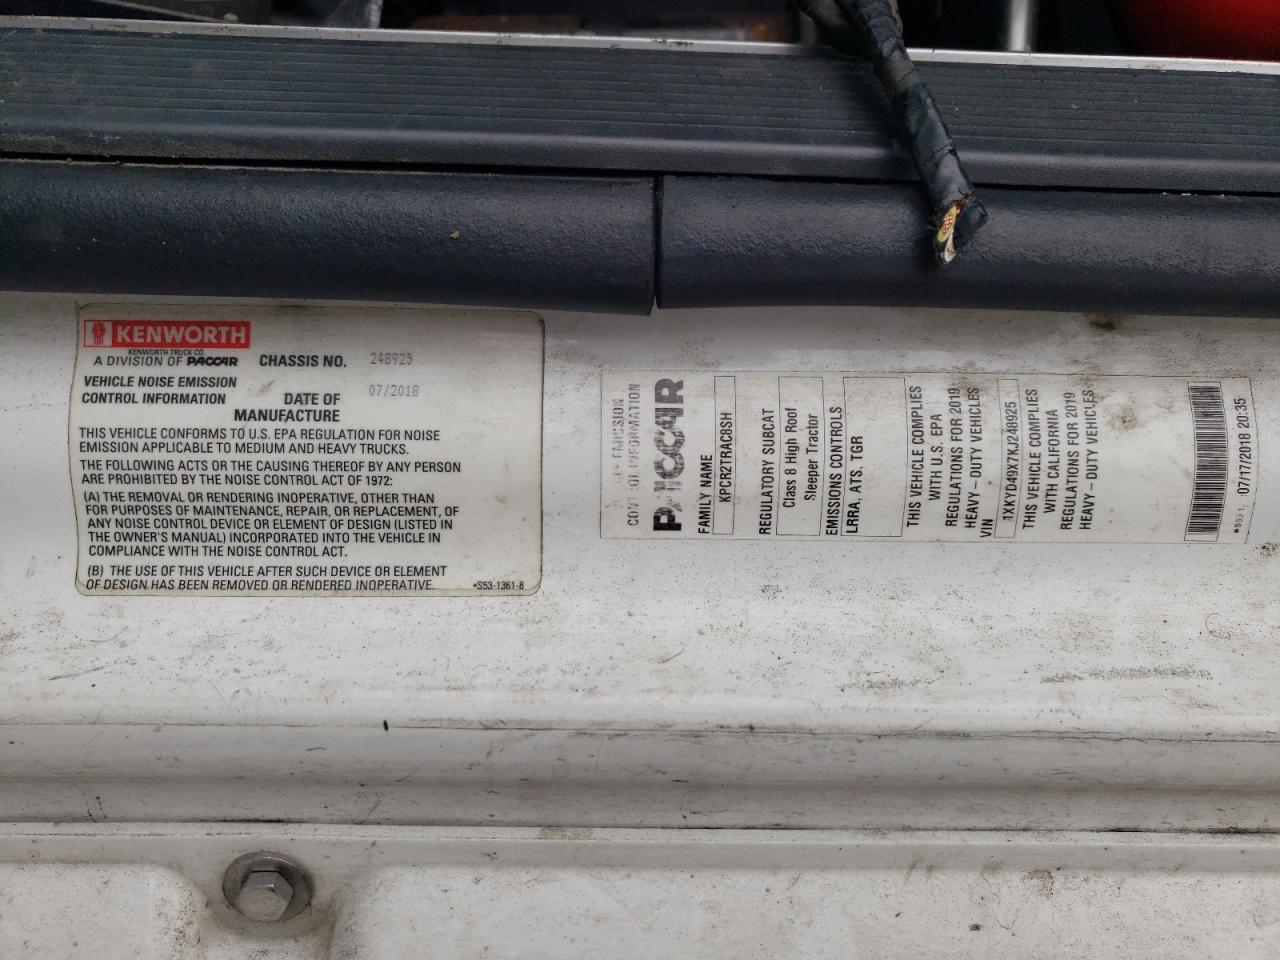 KENWORTH
KENWORTH TRUCK CO.
A DIVISION OF PACCAR
CHASSIS NO. 248925
VEHICLE NOISE EMISSION
CONTROL INFORMATION
DATE OF
MANUFACTURE
07/2018
THIS VEHICLE CONFORMS TO U.S. EPA REGULATION FOR NOISE
EMISSION APPLICABLE TO MEDIUM AND HEAVY TRUCKS.
THE FOLLOWING ACTS OR THE CAUSING THEREOF BY ANY PERSON
ARE PROHIBITED BY THE NOISE CONTROL ACT OF 1972:
(A) THE REMOVAL OR RENDERING INOPERATIVE, OTHER THAN
FOR PURPOSES OF MAINTENANCE, REPAIR, OR REPLACEMENT, OF
ANY NOISE CONTROL DEVICE OR ELEMENT OF DESIGN (LISTED IN
THE OWNER'S MANUAL) INCORPORATED INTO THE VEHICLE IN
COMPLIANCE WITH THE NOISE CONTROL ACT.
(B) THE USE OF THIS VEHICLE AFTER SUCH DEVICE OR ELEMENT
OF DESIGN HAS BEEN REMOVED OR RENDERED INOPERATIVE.
*S53-1361-8
EMISSION
INFORMATION
PACCAR
FAMILY NAME
KPCR2TRAC8SH
REGULATORY SUBCAT
Class 8 High Roof
Sleeper Tractor
EMISSIONS CONTROLS
LRRA, ATS, TGR
THIS VEHICLE COMPLIES
WITH U.S. EPA
REGULATIONS FOR 2019
HEAVY - DUTY VEHICLES
VIN
1XKYD49X7KJ248925
THIS VEHICLE COMPLIES
WITH CALIFORNIA
REGULATIONS FOR 2019
HEAVY - DUTY VEHICLES
07/17/2018 20:35